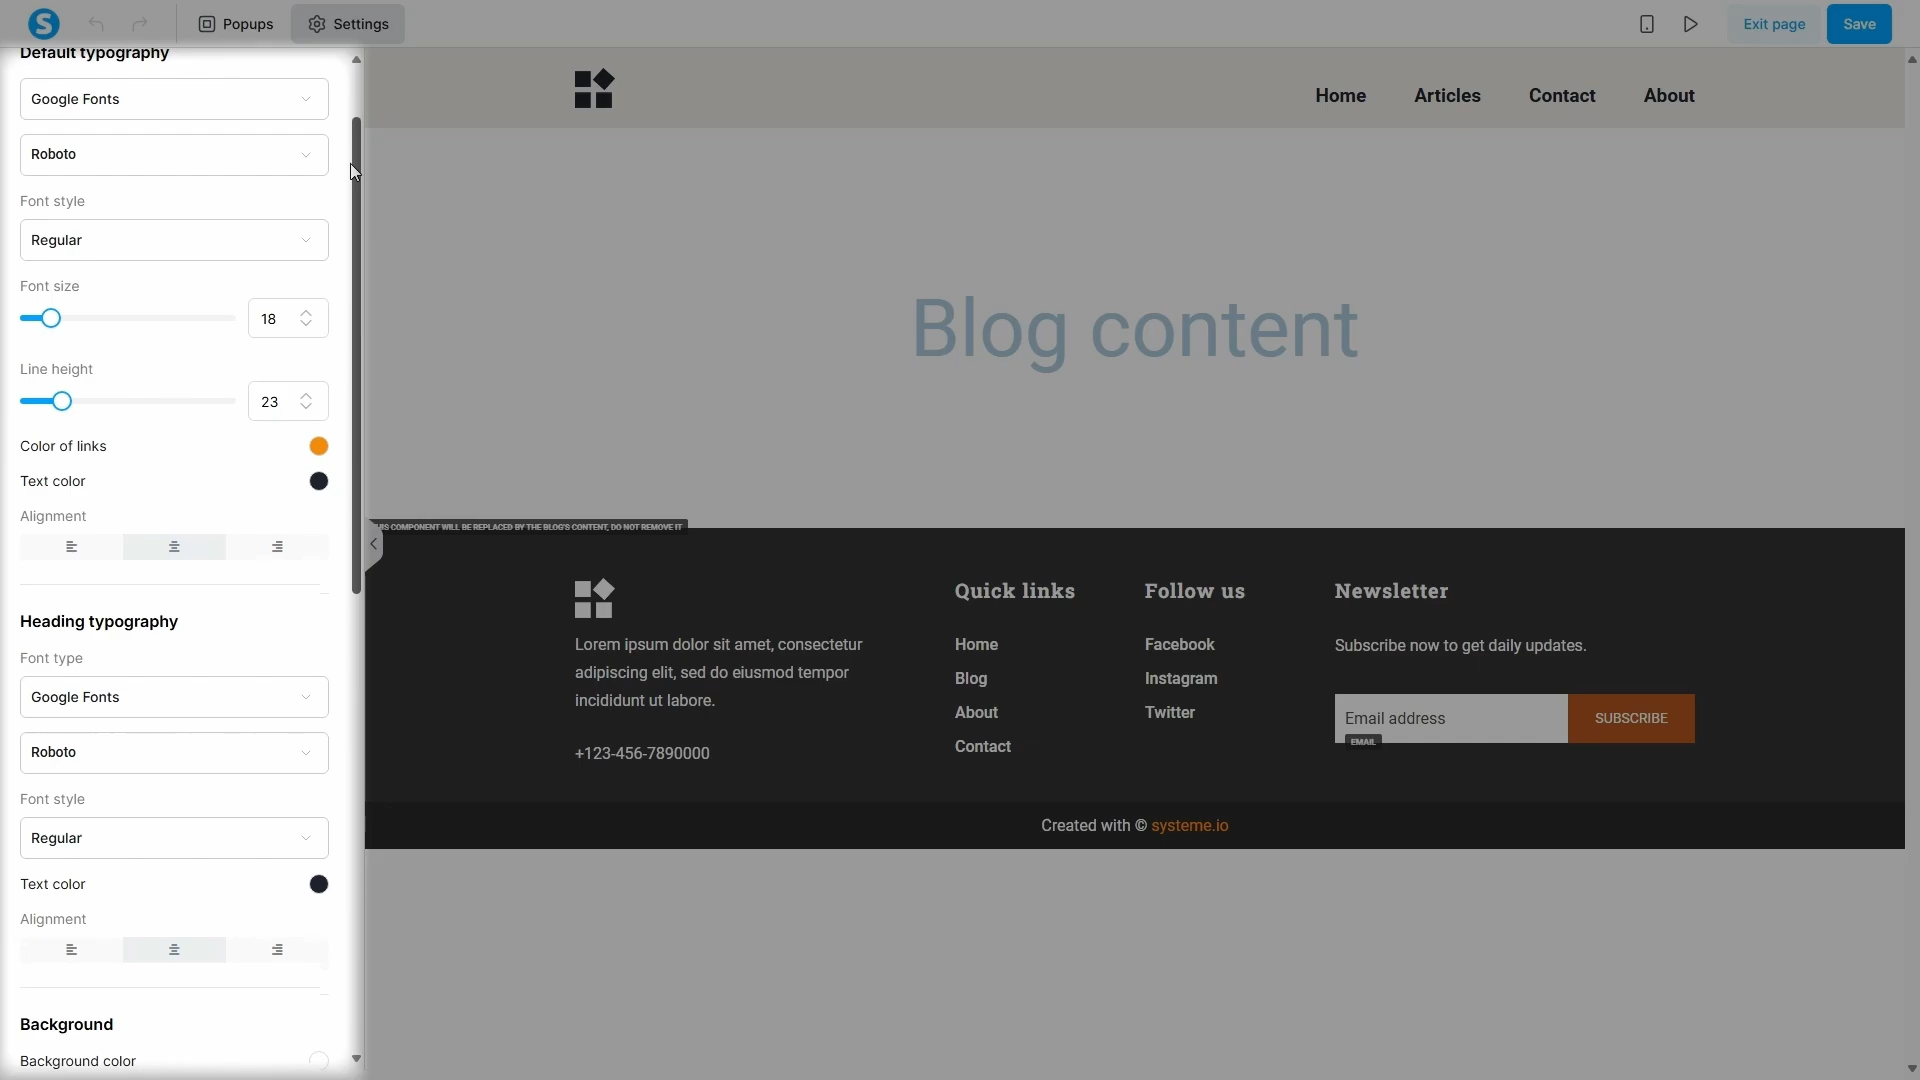 S
Popups
Settings
Exit page
Save
Default typography
Google Fonts
Roboto
Font style
Regular
Font size
18
Line height
23
Color of links
Text color
Alignment
Heading typography
Font type
Google Fonts
Roboto
Font style
Regular
Text color
Alignment
Background
Background color
Home
Articles
Contact
About
Blog content
HIS COMPONENT WILL BE REPLACED BY THE BLOG'S CONTENT, DO NOT REMOVE IT
Lorem ipsum dolor sit amet, consectetur
adipiscing elit, sed do eiusmod tempor
incididunt ut labore.
+123-456-7890000
Quick links
Home
Blog
About
Contact
Follow us
Facebook
Instagram
Twitter
Newsletter
Subscribe now to get daily updates.
Email address
SUBSCRIBE
EMAIL
Created with © systeme.io